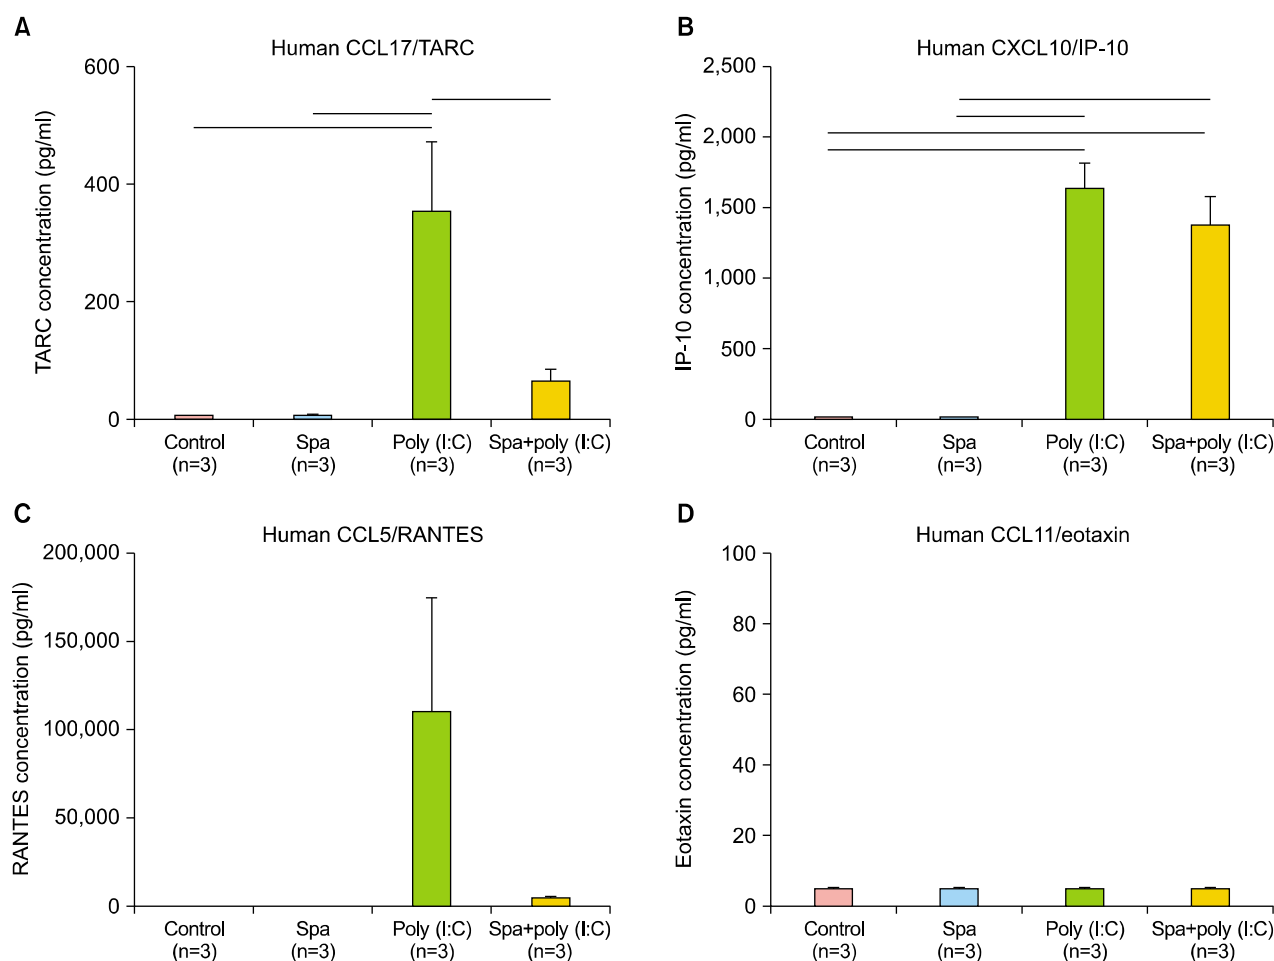 A
Human CCL17/TARC
TARC concentration (pg/ml)
600
400
200
0
Control
(n=3)
Spa
(n=3)
Poly (I:C)
(n=3)
Spa+poly (I:C)
(n=3)
B
Human CXCL10/IP-10
IP-10 concentration (pg/ml)
2,500
2,000
1,500
1,000
500
0
Control
(n=3)
Spa
(n=3)
Poly (I:C)
(n=3)
Spa+poly (I:C)
(n=3)
C
Human CCL5/RANTES
RANTES concentration (pg/ml)
200,000
150,000
100,000
50,000
0
Control
(n=3)
Spa
(n=3)
Poly (I:C)
(n=3)
Spa+poly (I:C)
(n=3)
D
Human CCL11/eotaxin
Eotaxin concentration (pg/ml)
100
80
60
40
20
0
Control
(n=3)
Spa
(n=3)
Poly (I:C)
(n=3)
Spa+poly (I:C)
(n=3)